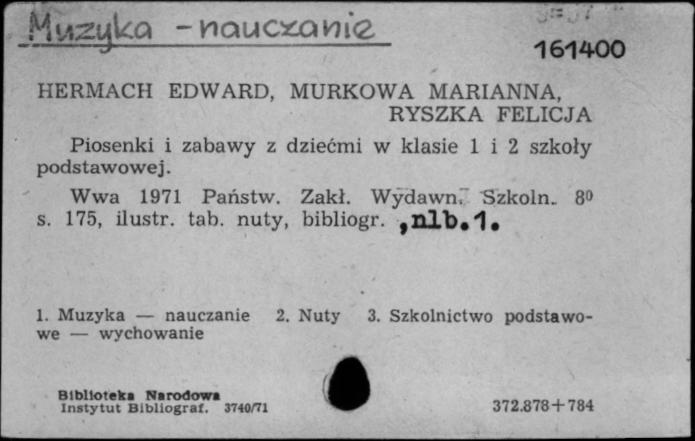 Muzyka - nauczanie
161400
HERMACH EDWARD, MURKOWA MARIANNA,
RYSZKA FELICJA
Piosenki i zabawy z dziećmi w klasie 1 i 2 szkoły
podstawowej.
Wwa 1971 Państw. Zakł. Wydawn. Szkoln. 8⁰
s. 175, ilustr. tab. nuty, bibliogr. , nlb. 1.
1. Muzyka — nauczanie 2. Nuty 3. Szkolnictwo podstawo-
we — wychowanie
Biblioteka Narodowa
Instytut Bibliograf. 3740/71
372.878+784